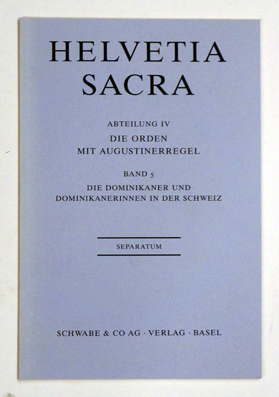 HELVETIA
SACRA
ABTEILUNG IV
DIE ORDEN
MIT AUGUSTINERREGEL
BAND 5
DIE DOMINIKANER UND
DOMINIKANERINNEN IN DER SCHWEIZ
SEPARATUM
SCHWABE & CO AG · VERLAG · BASEL